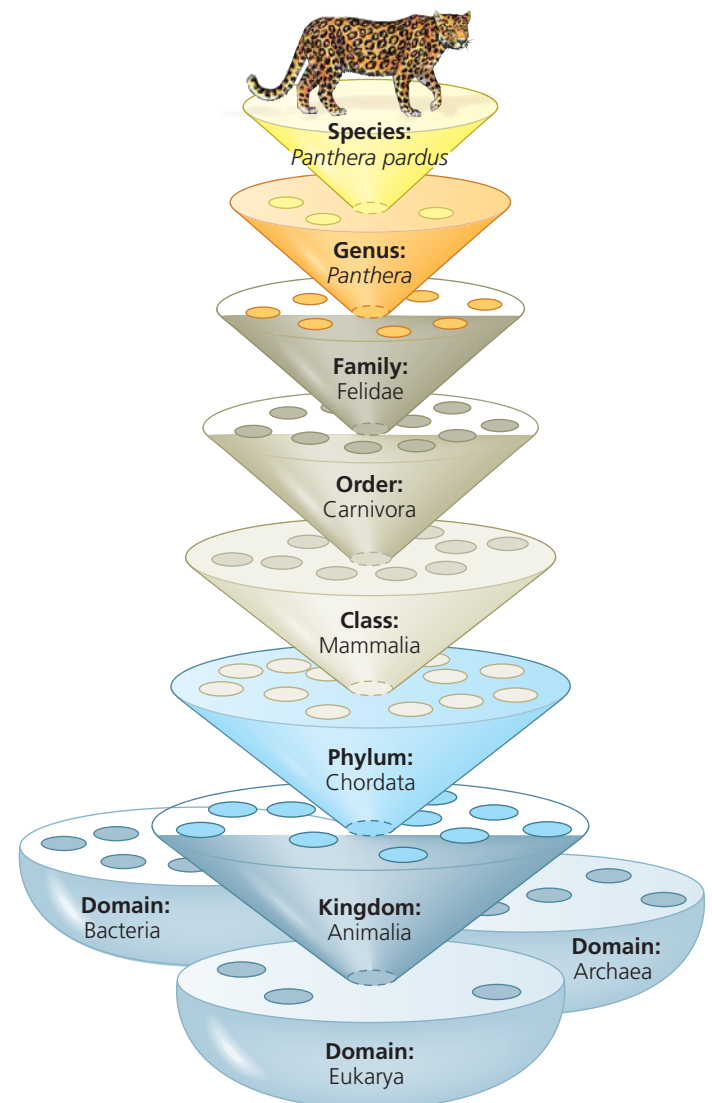 Species:
Panthera pardus
Genus:
Panthera
Family:
Felidae
Order:
Carnivora
Class:
Mammalia
Phylum:
Chordata
Domain:
Bacteria
Kingdom:
Animalia
Domain:
Archaea
Domain:
Eukarya